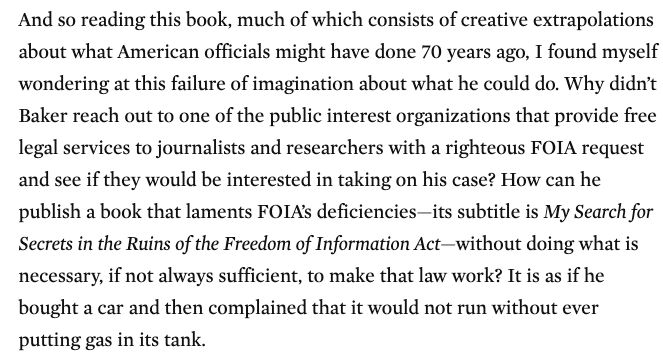 And so reading this book, much of which consists of creative extrapolations
about what American officials might have done 70 years ago, I found myself
wondering at this failure of imagination about what he could do. Why didn’t
Baker reach out to one of the public interest organizations that provide free
legal services to journalists and researchers with a righteous FOIA request
and see if they would be interested in taking on his case? How can he
publish a book that laments FOIA’s deficiencies—its subtitle is My Search for
Secrets in the Ruins of the Freedom of Information Act—without doing what is
necessary, if not always sufficient, to make that law work? It is as if he
bought a car and then complained that it would not run without ever
putting gas in its tank.